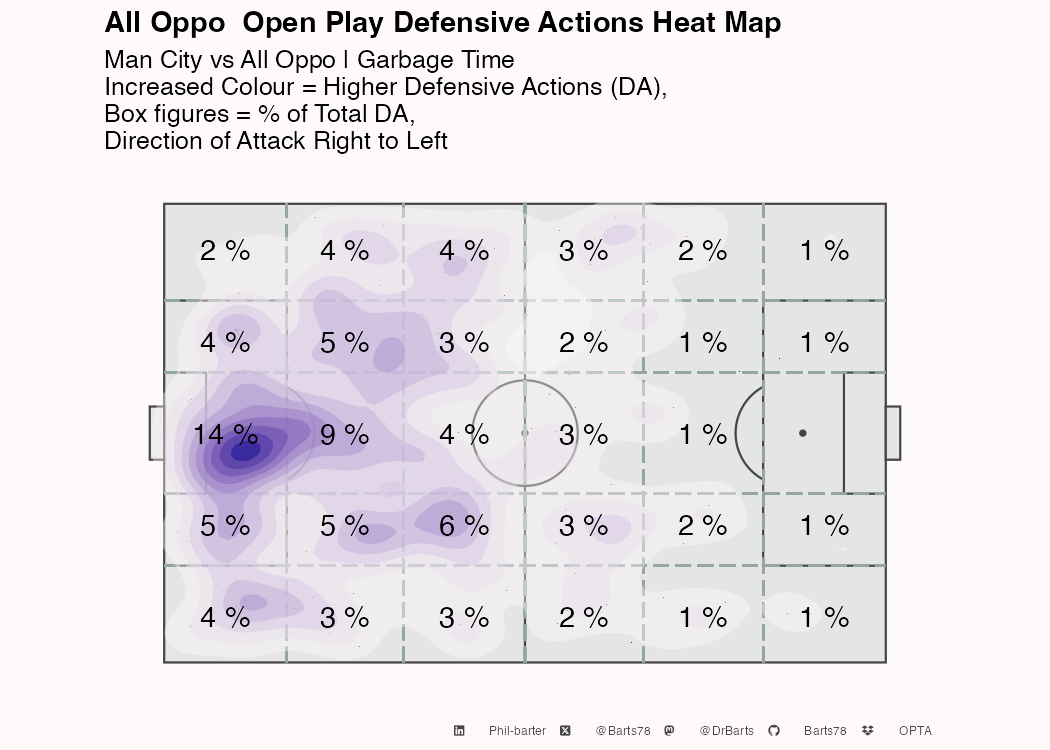 All Oppo  Open Play Defensive Actions Heat Map
Man City vs All Oppo | Garbage Time
Increased Colour = Higher Defensive Actions (DA),
Box figures = % of Total DA,
Direction of Attack Right to Left
2 % 4 % 4 % 3 % 2 % 1 %
4 % 5 % 3 % 2 % 1 % 1 %
14 % 9 % 4 % 3 % 1 %
5 % 5 % 6 % 3 % 2 % 1 %
4 % 3 % 3 % 2 % 1 % 1 %
Phil-barter @Barts78 @DrBarts Barts78 OPTA